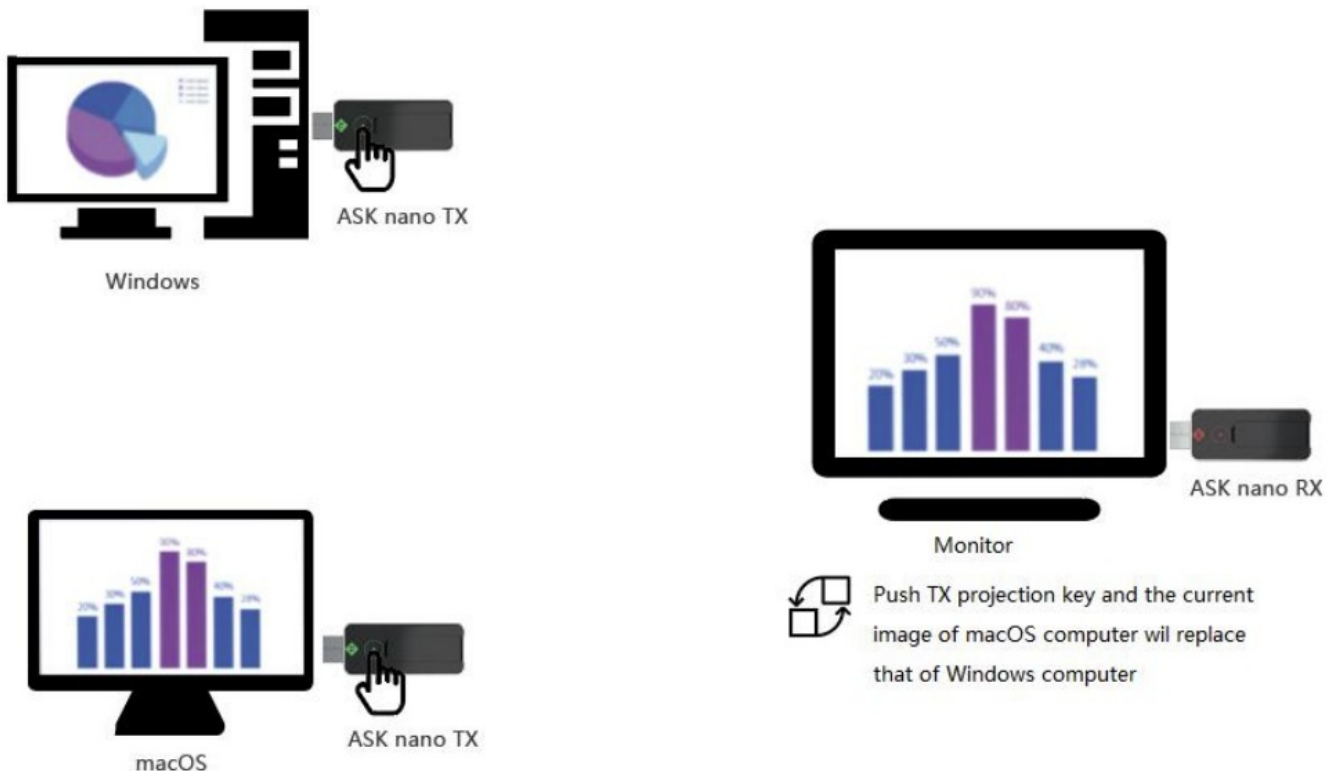 ASK nano TX
Windows
90%
80%
50%
40%
30%
28%
20%
ASK nano RX
Monitor
Push TX projection key and the current
image of macOS computer wil replace
that of Windows computer
90%
80%
50%
40%
30%
28%
20%
ASK nano TX
macOS